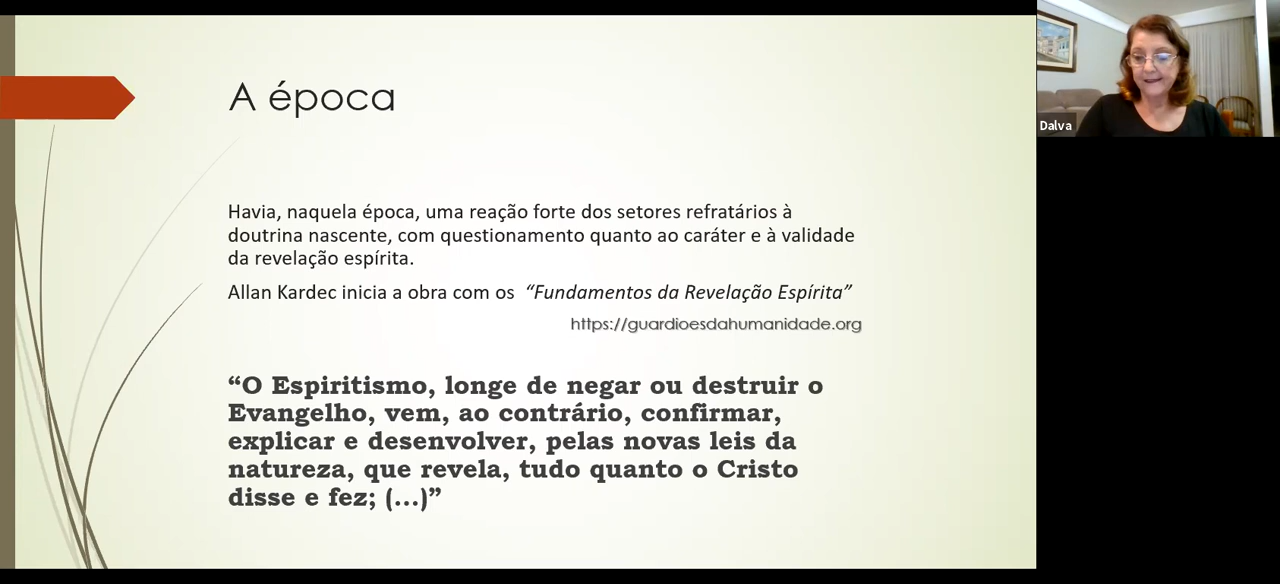 A época
Havia, naquela época, uma reação forte dos setores refratários à
doutrina nascente, com questionamento quanto ao caráter e à validade
da revelação espírita.
Allan Kardec inicia a obra com os “Fundamentos da Revelação Espírita”
https://guardioesdahumanidade.org
“O Espiritismo, longe de negar ou destruir o
Evangelho, vem, ao contrário, confirmar,
explicar e desenvolver, pelas novas leis da
natureza, que revela, tudo quanto o Cristo
disse e fez; (...)”
Dalva